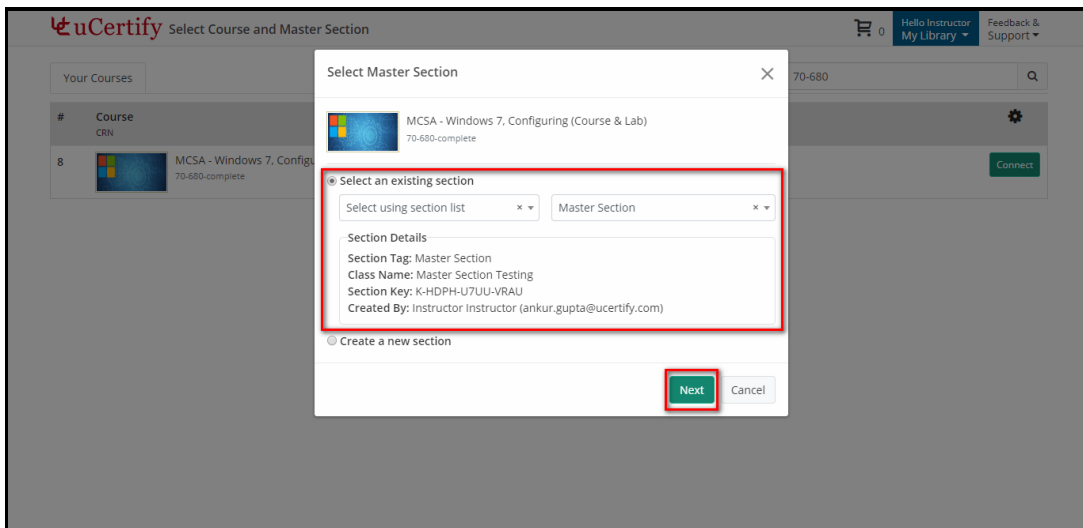 uCertify Select Course and Master Section
0
Hello Instructor
My Library
Feedback &
Support
Your Courses
70-680
# Course
CRN
8
MCSA - Windows 7, Configu
70-680-complete
Connect
Select Master Section
MCSA - Windows 7, Configuring (Course & Lab)
70-680-complete
Select an existing section
Select using section list
Master Section
Section Details
Section Tag: Master Section
Class Name: Master Section Testing
Section Key: K-HDPH-U7UU-VRAU
Created By: Instructor Instructor (ankur.gupta@ucertify.com)
Create a new section
Next Cancel